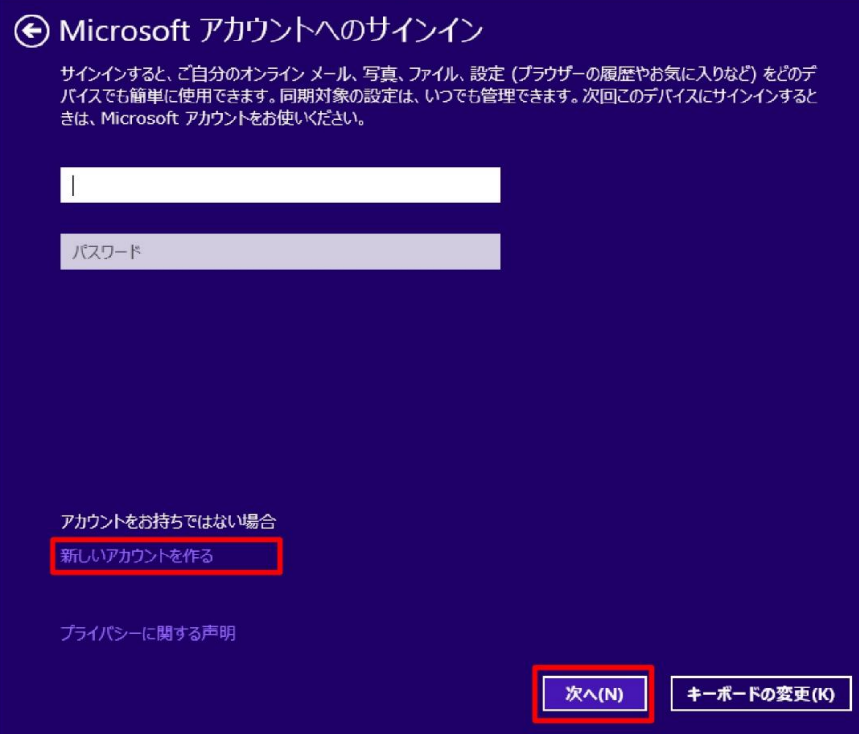 Microsoft アカウントへのサインイン
サインインすると、ご自分のオンライン メール、写真、ファイル、設定 (ブラウザーの履歴やお気に入りなど) をどのデ
バイスでも簡単に使用できます。同期対象の設定は、いつでも管理できます。次回このデバイスにサインインすると
きは、Microsoft アカウントをお使いください。
パスワード
アカウントをお持ちではない場合
新しいアカウントを作る
プライバシーに関する声明
次へ(N)
キーボードの変更(K)